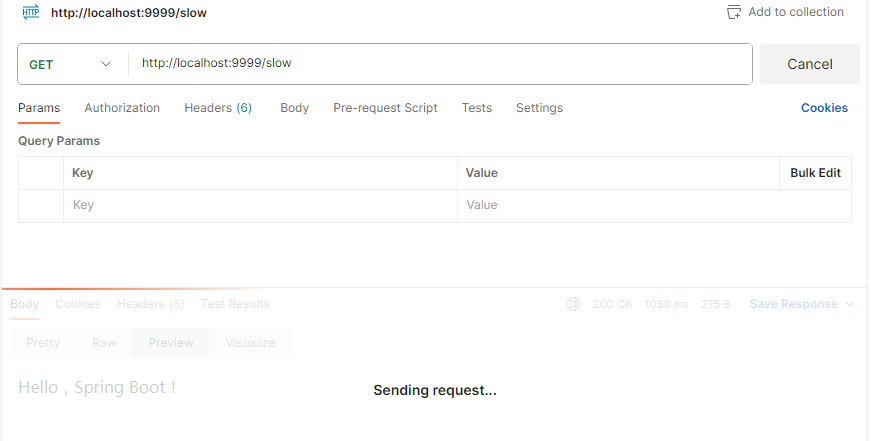 HTTP http://localhost:9999/slow Add to collection
GET http://localhost:9999/slow Cancel
Params Authorization Headers (6) Body Pre-request Script Tests Settings Cookies
Query Params
Key Value Bulk Edit
Key Value
Body Cookies Headers (8) Test Results 200 OK 1030 ms 275 B Save Response
Pretty Raw Preview Visualize
Hello , Spring Boot ! Sending request...